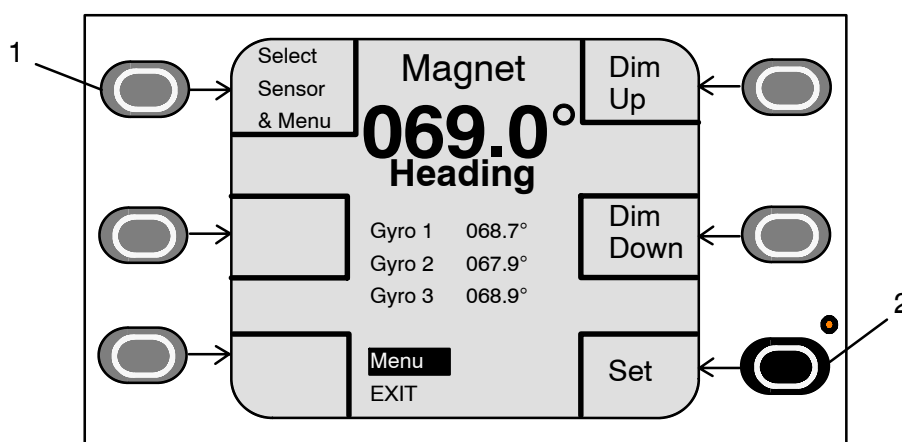 1
Select
Sensor
& Menu
Magnet
069.0°
Heading
Dim
Up
Gyro 1 068.7°
Gyro 2 067.9°
Gyro 3 068.9°
Dim
Down
Menu
EXIT
Set
2